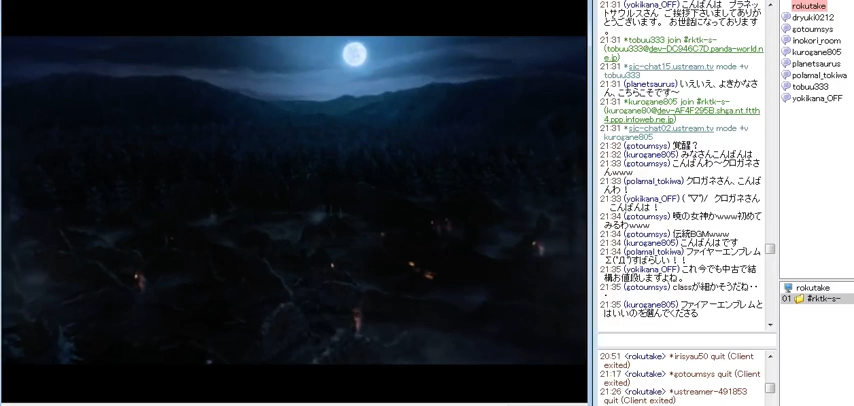 21:31 (yokikana_OFF) こんばんは　プラネッ
トサウルスさん　ご挨拶下さいましてありが
とうございます。お世話になっております
。
21:31 *tobuu333 join #rktk-s-
(tobuu333@dev-DC946C7D.panda-world.n
e.jp)
21:31 *sjc-chat15.ustream.tv mode +v
tobuu333
21:31 (planetsaurus) いえいえ、よきかなさ
ん、こちらこそです～
21:31 *kurogane805 join #rktk-s-
(kurogane80@dev-AF4F295B.shga.nt.ftth
4.ppp.infoweb.ne.jp)
21:31 *sjc-chat02.ustream.tv mode +v
kurogane805
21:32 (gotoumsys) 覚醒？
21:32 (kurogane805) みなさんこんばんは
21:33 (gotoumsys) こんばんわ～クロガネさ
んwww
21:33 (polamal_tokiwa) クロガネさん、こんば
んわ！
21:33 (yokikana_OFF) ( ﾟ▽ﾟ)/　クロガネさん
　こんばんは！
21:34 (gotoumsys) 暁の女神かwww初めて
みるわwww
21:34 (gotoumsys) 伝統BGMwww
21:34 (kurogane805) こんばんはです
21:34 (polamal_tokiwa) ファイヤーエンブレム
Σ(ﾟДﾟ)すばらしい！！
21:35 (yokikana_OFF) これ今でも中古で結
構お値段しますよね。
21:35 (gotoumsys) classが細かそうだね・・
・
21:35 (kurogane805) ファイアーエンブレムと
はいいのを選んでくださる
20:51 <rokutake> *irisyau50 quit (Client
exited)
21:17 <rokutake> *gotoumsys quit (Client
exited)
21:26 <rokutake> *ustreamer-491853
quit (Client exited)
rokutake
dryuki0212
gotoumsys
inokori_room
kurogane805
planetsaurus
polamal_tokiwa
tobuu333
yokikana_OFF
rokutake
01 #rktk-s-